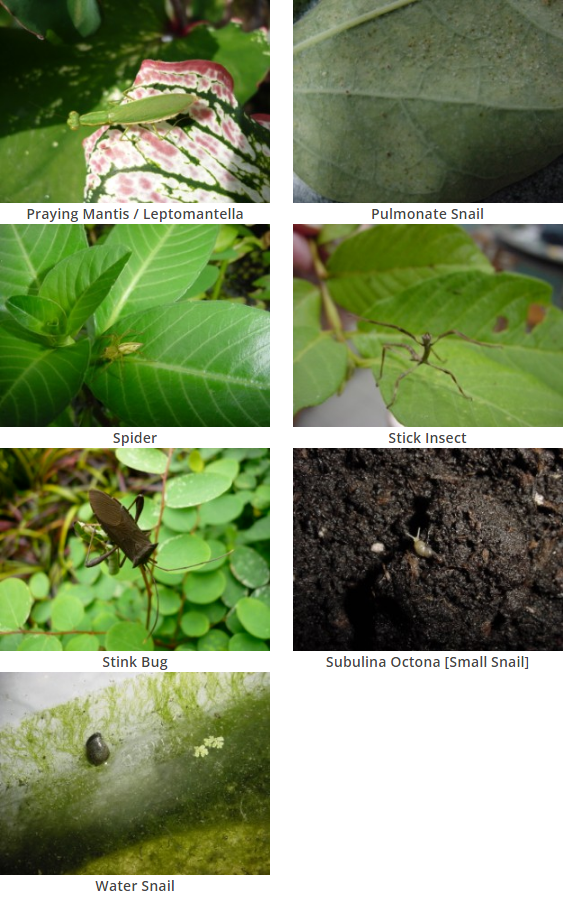 Praying Mantis / Leptomantella
Pulmonate Snail
Spider
Stick Insect
Stink Bug
Subulina Octona [Small Snail]
Water Snail